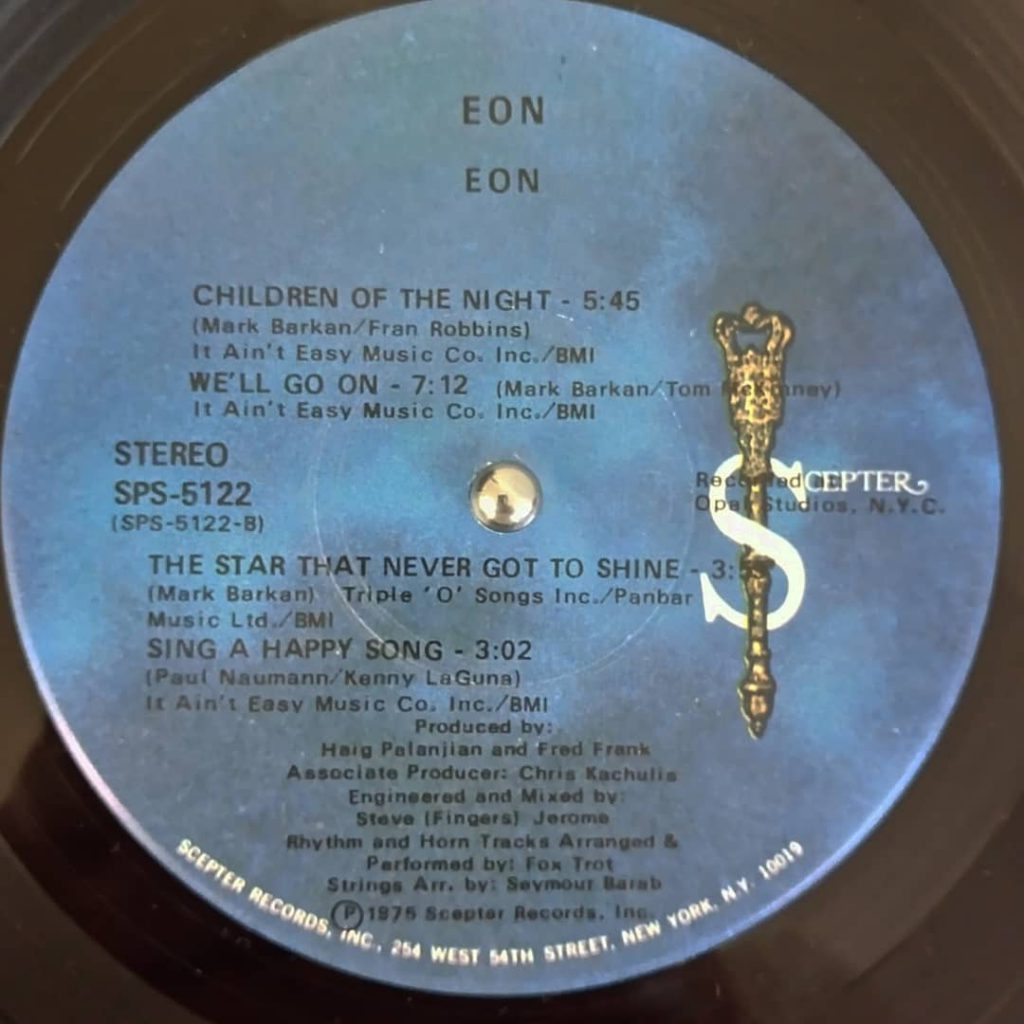 EON
EON
CHILDREN OF THE NIGHT - 5:45
(Mark Barkan/Fran Robbins)
It Ain't Easy Music Co. Inc./BMI
WE'LL GO ON - 7:12 (Mark Barkan/Tom McKinney)
It Ain't Easy Music Co. Inc./BMI
STEREO
SPS-5122
(SPS-5122-B)
SCEPTER
Recorded at
Opal Studios, N.Y.C.
THE STAR THAT NEVER GOT TO SHINE -
(Mark Barkan) Triple 'O' Songs Inc./Panbar
Music Ltd./BMI
SING A HAPPY SONG - 3:02
(Paul Naumann/Kenny LaGuna)
It Ain't Easy Music Co. Inc./BMI
Produced by:
Haig Palanjian and Fred Frank
Associate Producer: Chris Kachulis
Engineered and Mixed by:
Steve (Fingers) Jerome
Rhythm and Horn Tracks Arranged &
Performed by: Fox Trot
Strings Arr. by: Seymour Barab
Ⓟ1975 Scepter Records, Inc.
SCEPTER RECORDS, INC., 254 WEST 54TH STREET, NEW YORK, N.Y. 10019